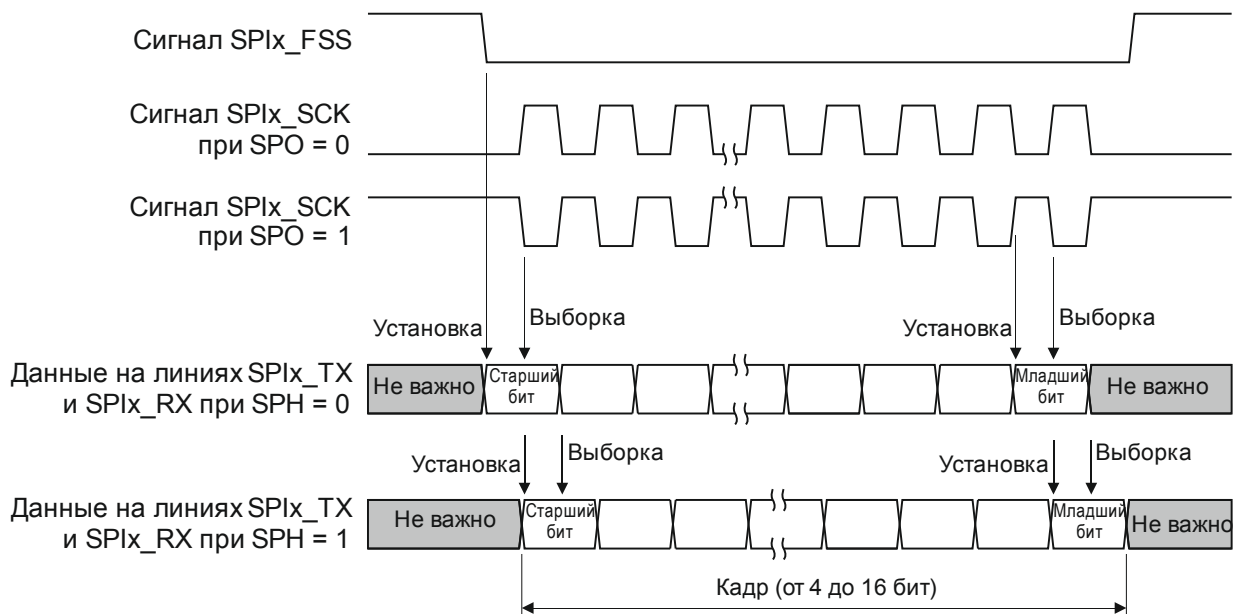 Сигнал SPIx_FSS
Сигнал SPIx_SCK
при SPO = 0
Сигнал SPIx_SCK
при SPO = 1
Установка
Выборка
Установка
Выборка
Данные на линиях SPIx_TX
и SPIx_RX при SPH = 0
Не важно
Старший
бит
Младший
бит
Не важно
Установка
Выборка
Установка
Выборка
Данные на линиях SPIx_TX
и SPIx_RX при SPH = 1
Не важно
Старший
бит
Младший
бит
Не важно
Кадр (от 4 до 16 бит)